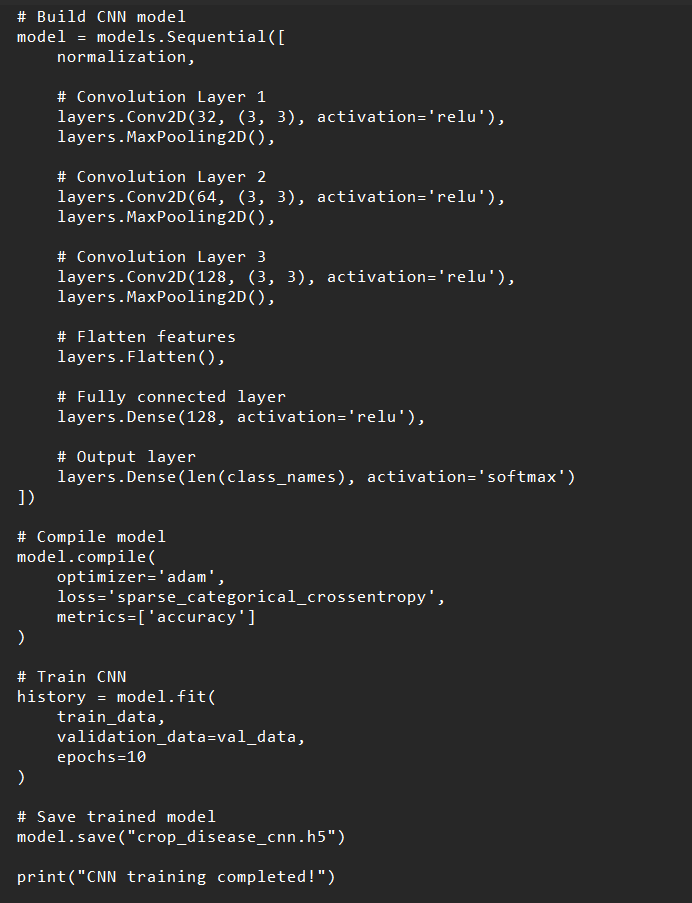 # Build CNN model
model = models.Sequential([
    normalization,

    # Convolution Layer 1
    layers.Conv2D(32, (3, 3), activation='relu'),
    layers.MaxPooling2D(),

    # Convolution Layer 2
    layers.Conv2D(64, (3, 3), activation='relu'),
    layers.MaxPooling2D(),

    # Convolution Layer 3
    layers.Conv2D(128, (3, 3), activation='relu'),
    layers.MaxPooling2D(),

    # Flatten features
    layers.Flatten(),

    # Fully connected layer
    layers.Dense(128, activation='relu'),

    # Output layer
    layers.Dense(len(class_names), activation='softmax')
])

# Compile model
model.compile(
    optimizer='adam',
    loss='sparse_categorical_crossentropy',
    metrics=['accuracy']
)

# Train CNN
history = model.fit(
    train_data,
    validation_data=val_data,
    epochs=10
)

# Save trained model
model.save("crop_disease_cnn.h5")

print("CNN training completed!")